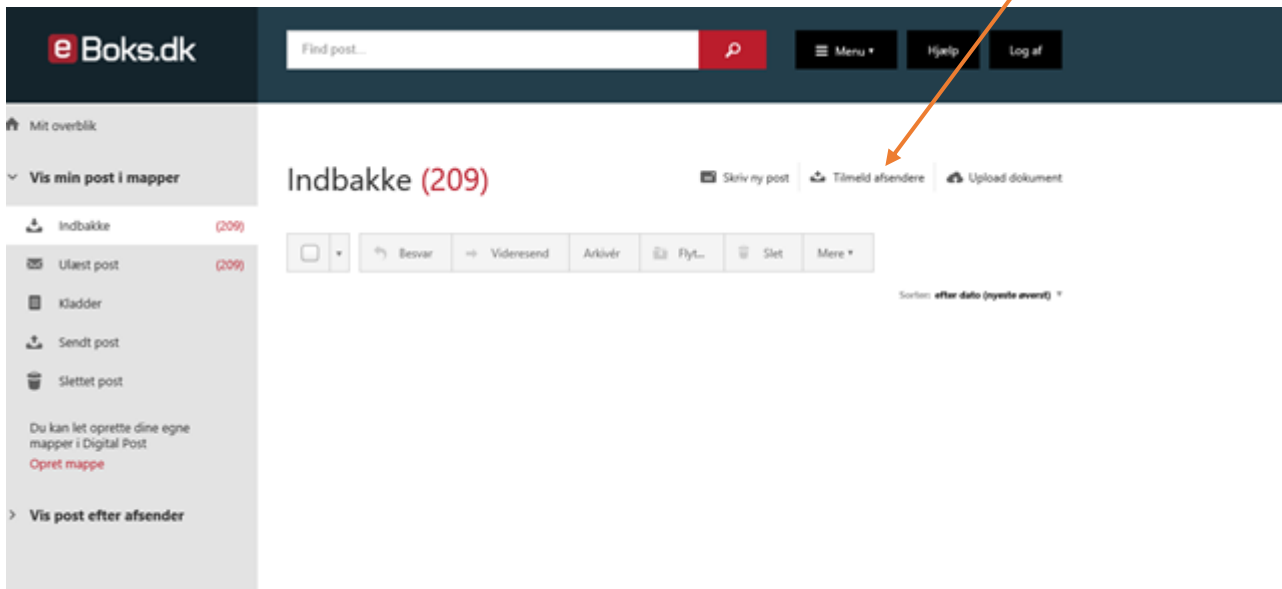 e Boks.dk
Find post...
Menu
Hjælp
Log af
Mit overblik
Vis min post i mapper
Indbakke (209)
Ulæst post (209)
Kladder
Sendt post
Slettet post
Du kan let oprette dine egne
mapper i Digital Post
Opret mappe
Vis post efter afsender
Indbakke (209)
Skriv ny post
Tilmeld afsendere
Upload dokument
Besvar
Videresend
Arkivér
Flyt...
Slet
Mere
Sorter: efter dato (nyeste øverst)